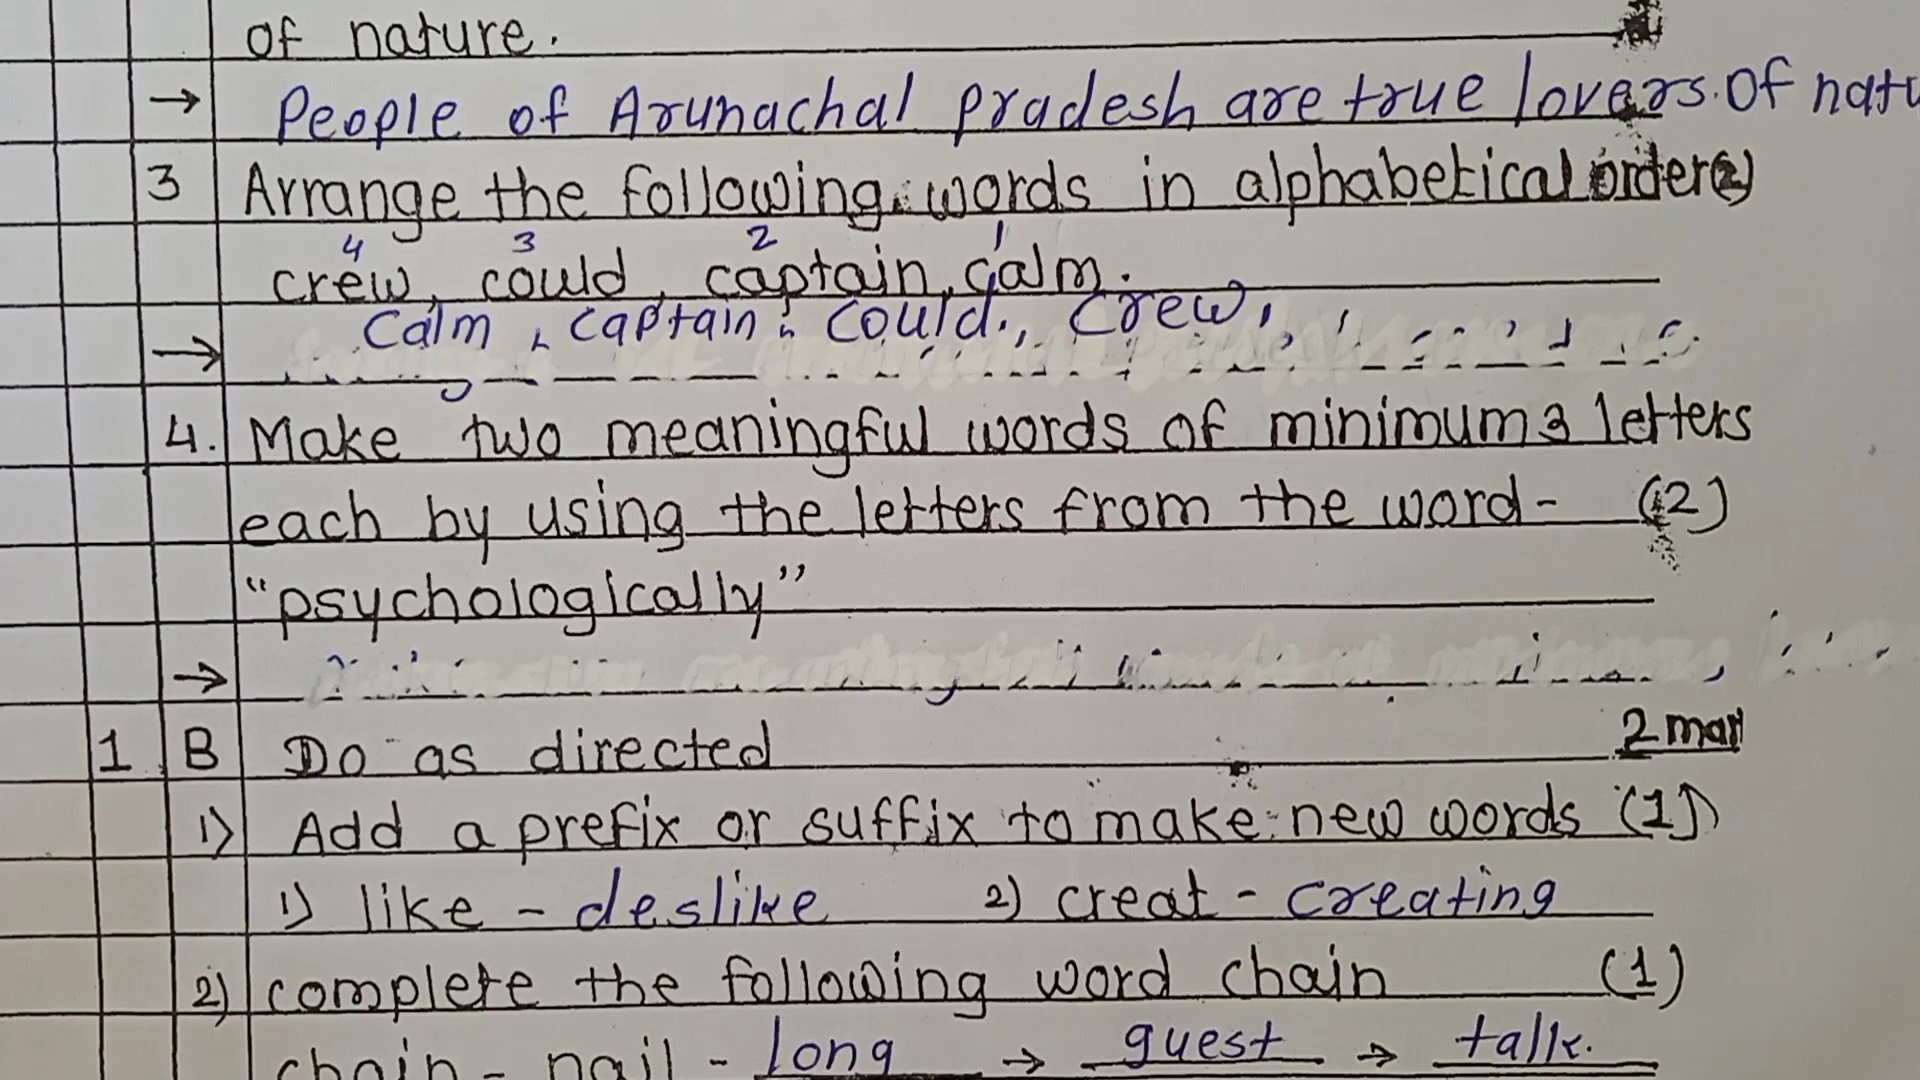 of nature.
→ People of Arunachal pradesh are true lovers of natu
3 Arrange the following words in alphabetical order (2)
4 3 2 1
crew, could, captain, calm.
→ Calm, captain, could, crew,
4. Make two meaningful words of minimum 3 letters
each by using the letters from the word- (2)
"psychologically"
→
1 B Do as directed 2 mar
1) Add a prefix or suffix to make new words (1)
1) like - deslike 2) creat - creating
2) complete the following word chain (1)
chain - nail - long → guest → talk.